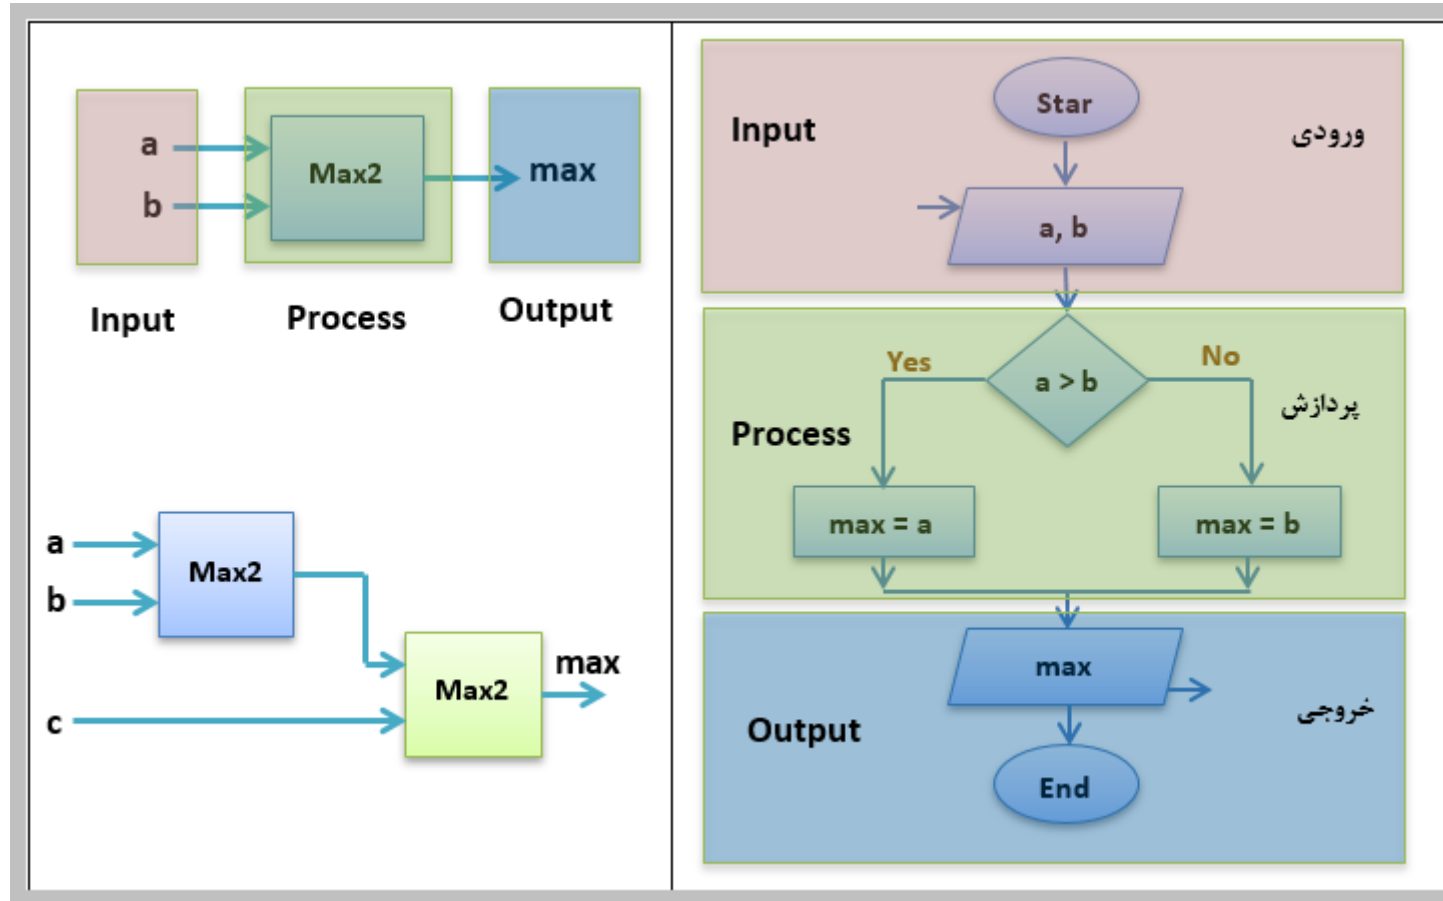 a
b
Max2
max
Input
Process
Output
a
b
Max2
c
Max2
max
Star
Input
ورودی
a, b
Yes
No
a > b
Process
پردازش
max = a
max = b
max
Output
خروجی
End